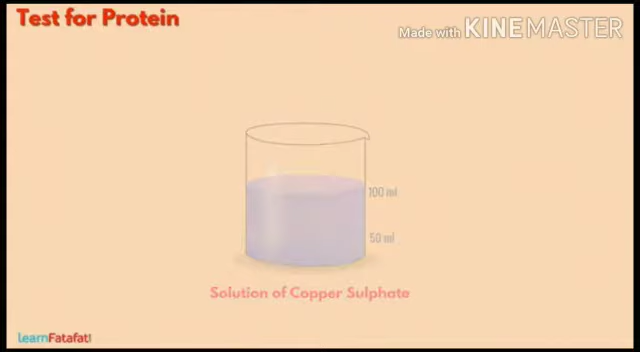 Test for Protein
Made with KINEMASTER
100 ml
50 ml
Solution of Copper Sulphate
learnFatafat